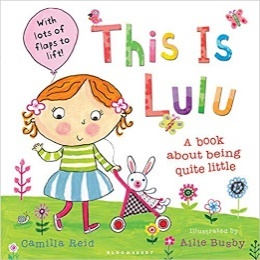 With
lots of
flaps to
lift!
This Is
Lulu
A book
about being
quite little
Camilla Reid
BLOOMSBURY
Illustrated by
Ailie Busby